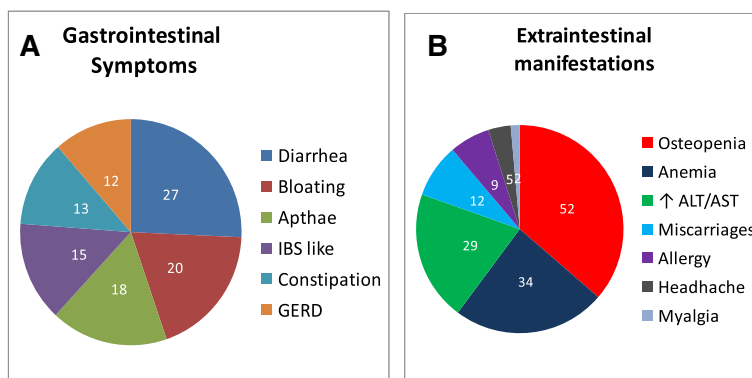 A
Gastrointestinal
Symptoms
27
20
18
15
13
12
Diarrhea
Bloating
Apthae
IBS like
Constipation
GERD
B
Extraintestinal
manifestations
52
34
29
12
9
5
2
Osteopenia
Anemia
↑ ALT/AST
Miscarriages
Allergy
Headhache
Myalgia